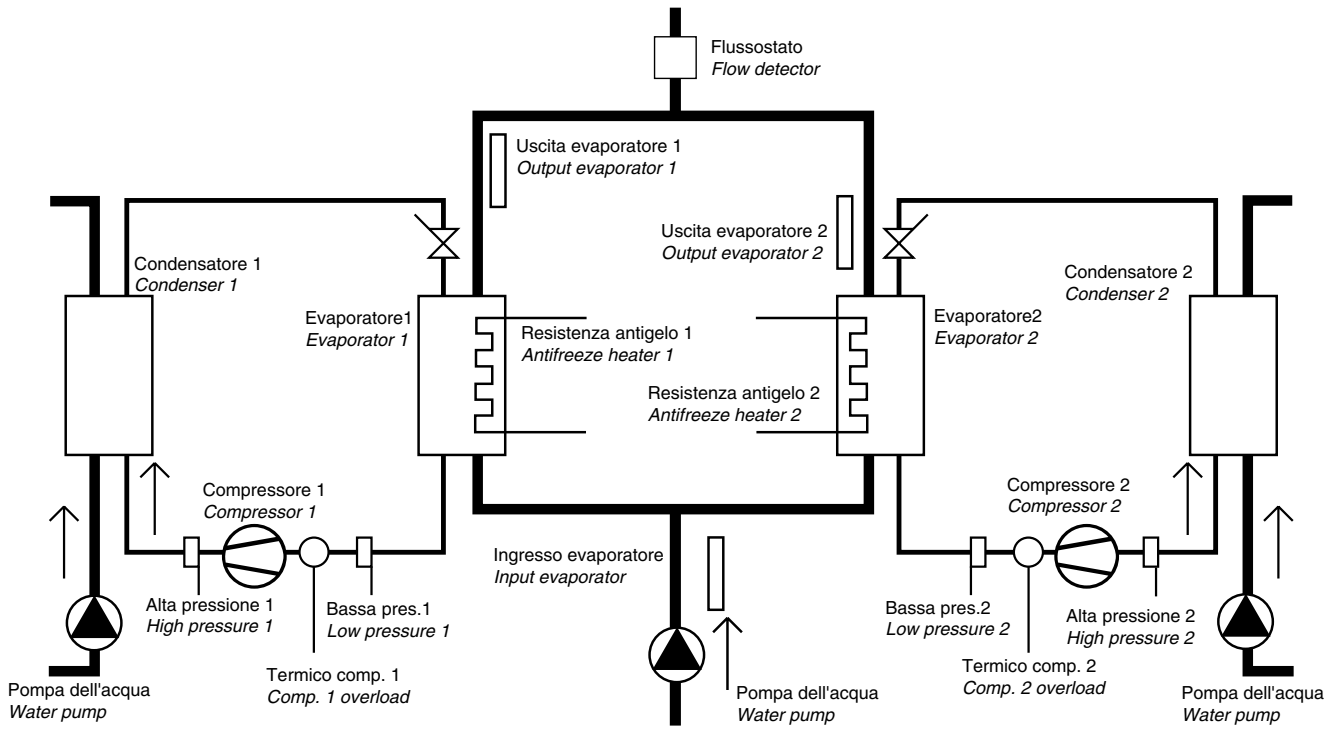 Flussostato
Flow detector
Uscita evaporatore 1
Output evaporator 1
Uscita evaporatore 2
Output evaporator 2
Condensatore 1
Condenser 1
Condensatore 2
Condenser 2
Evaporatore1
Evaporator 1
Resistenza antigelo 1
Antifreeze heater 1
Evaporatore2
Evaporator 2
Resistenza antigelo 2
Antifreeze heater 2
Compressore 1
Compressor 1
Compressore 2
Compressor 2
Ingresso evaporatore
Input evaporator
Alta pressione 1
High pressure 1
Bassa pres.1
Low pressure 1
Bassa pres.2
Low pressure 2
Alta pressione 2
High pressure 2
Termico comp. 1
Comp. 1 overload
Termico comp. 2
Comp. 2 overload
Pompa dell'acqua
Water pump
Pompa dell'acqua
Water pump
Pompa dell'acqua
Water pump